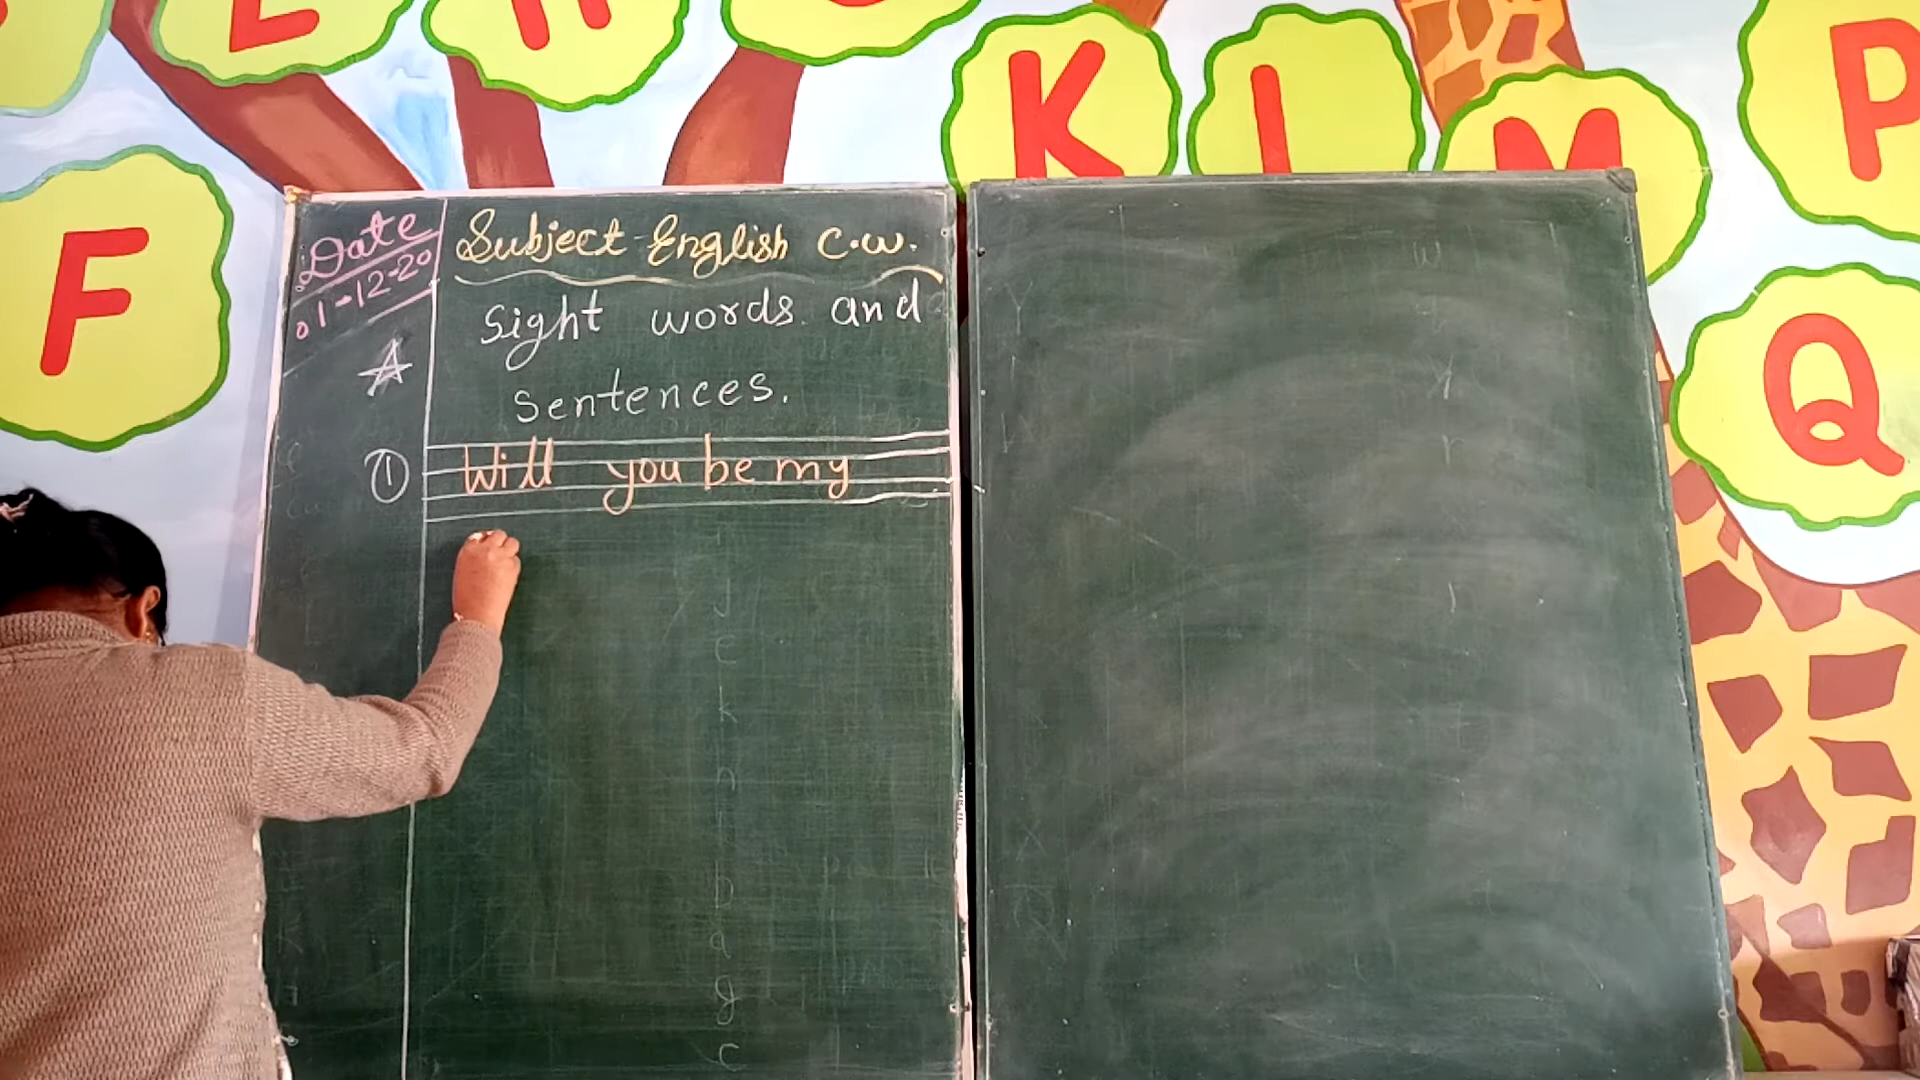 E
H
K
L
M
P
F
Q
Date
01-12-20
Subject-English C.W.
Sight words and
Sentences.
① Will you be my